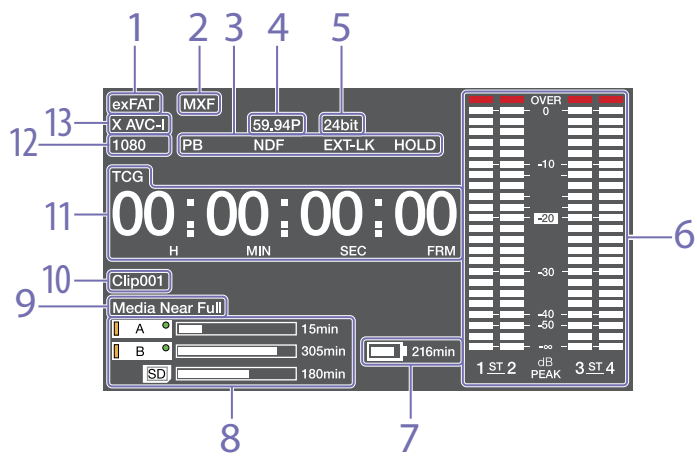 1 2 3 4 5
exFAT MXF OVER
13 X AVC-I 59.94P 24bit 0
12 1080 PB NDF EXT-LK HOLD
-10
TCG
11 00:00:00:00 -20 6
H MIN SEC FRM
-30
10 Clip001
9 Media Near Full -40
-50
A 15min
B 305min 216min -∞
SD 180min 1 ST 2 dB 3 ST 4
PEAK
8 7